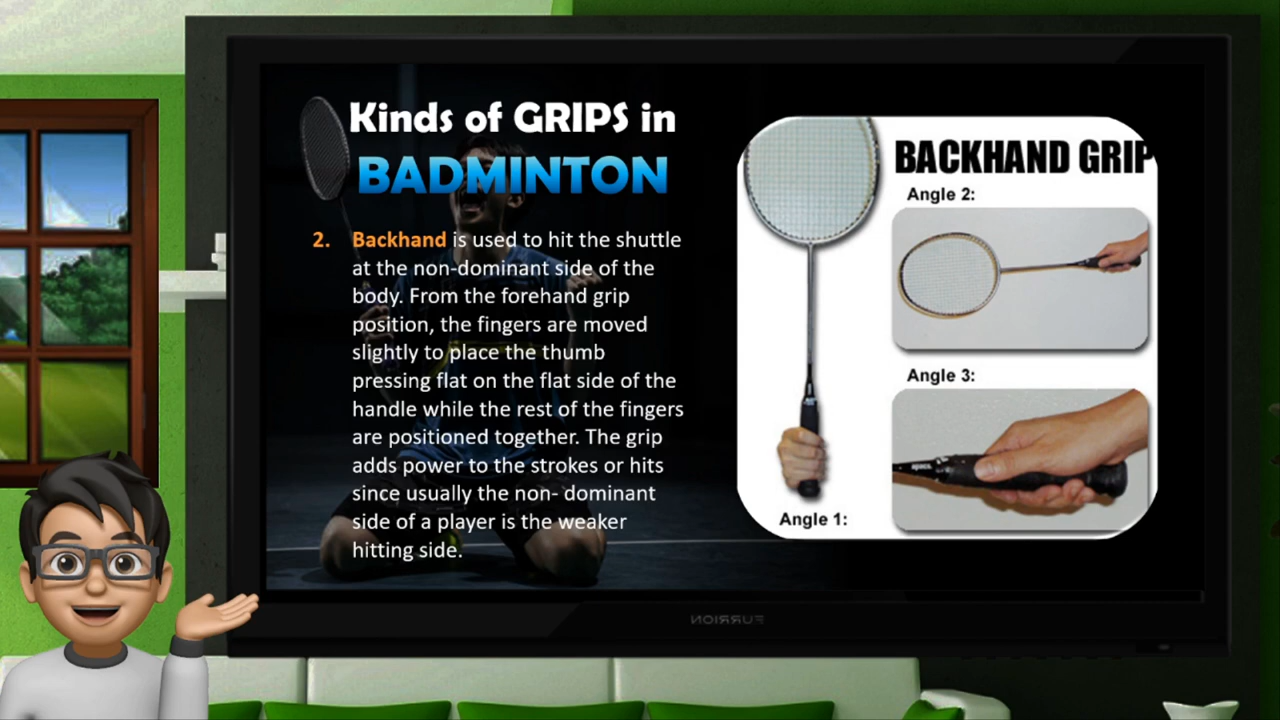 Kinds of GRIPS in
BADMINTON
2. Backhand is used to hit the shuttle
at the non-dominant side of the
body. From the forehand grip
position, the fingers are moved
slightly to place the thumb
pressing flat on the flat side of the
handle while the rest of the fingers
are positioned together. The grip
adds power to the strokes or hits
since usually the non- dominant
side of a player is the weaker
hitting side.
BACKHAND GRIP
Angle 2:
Angle 3:
apacs
Angle 1:
EURRION